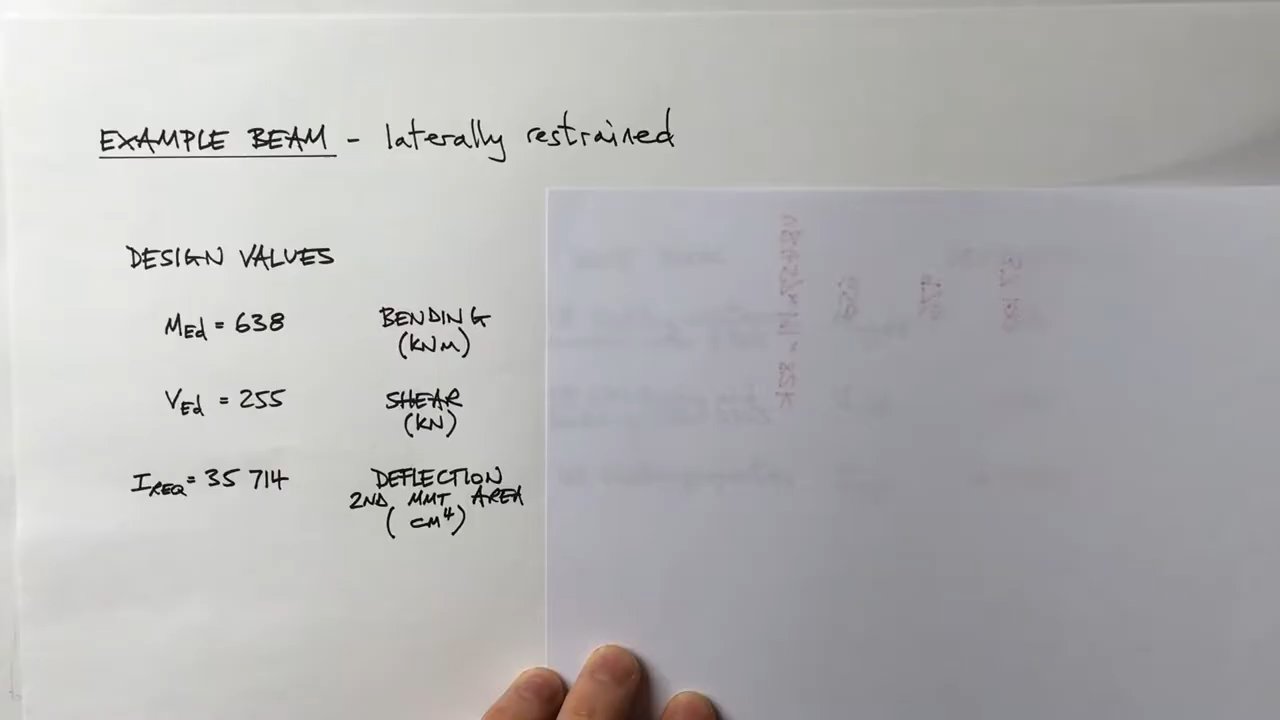 EXAMPLE BEAM - laterally restrained
DESIGN VALUES
MEd = 638 BENDING
(KNM)
VEd = 255 SHEAR
(KN)
IREQ = 35 714 DEFLECTION
2ND MMT AREA
(CM⁴)